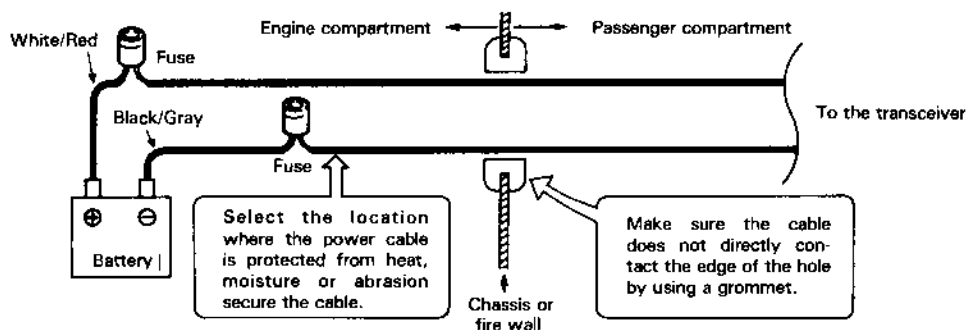 Engine compartment
Passenger compartment
White/Red
Fuse
Black/Gray
To the transceiver
Fuse
⊕ ⊖
Battery
Select the location
where the power cable
is protected from heat,
moisture or abrasion
secure the cable.
Make sure the cable
does not directly con-
tact the edge of the hole
by using a grommet.
Chassis or
fire wall